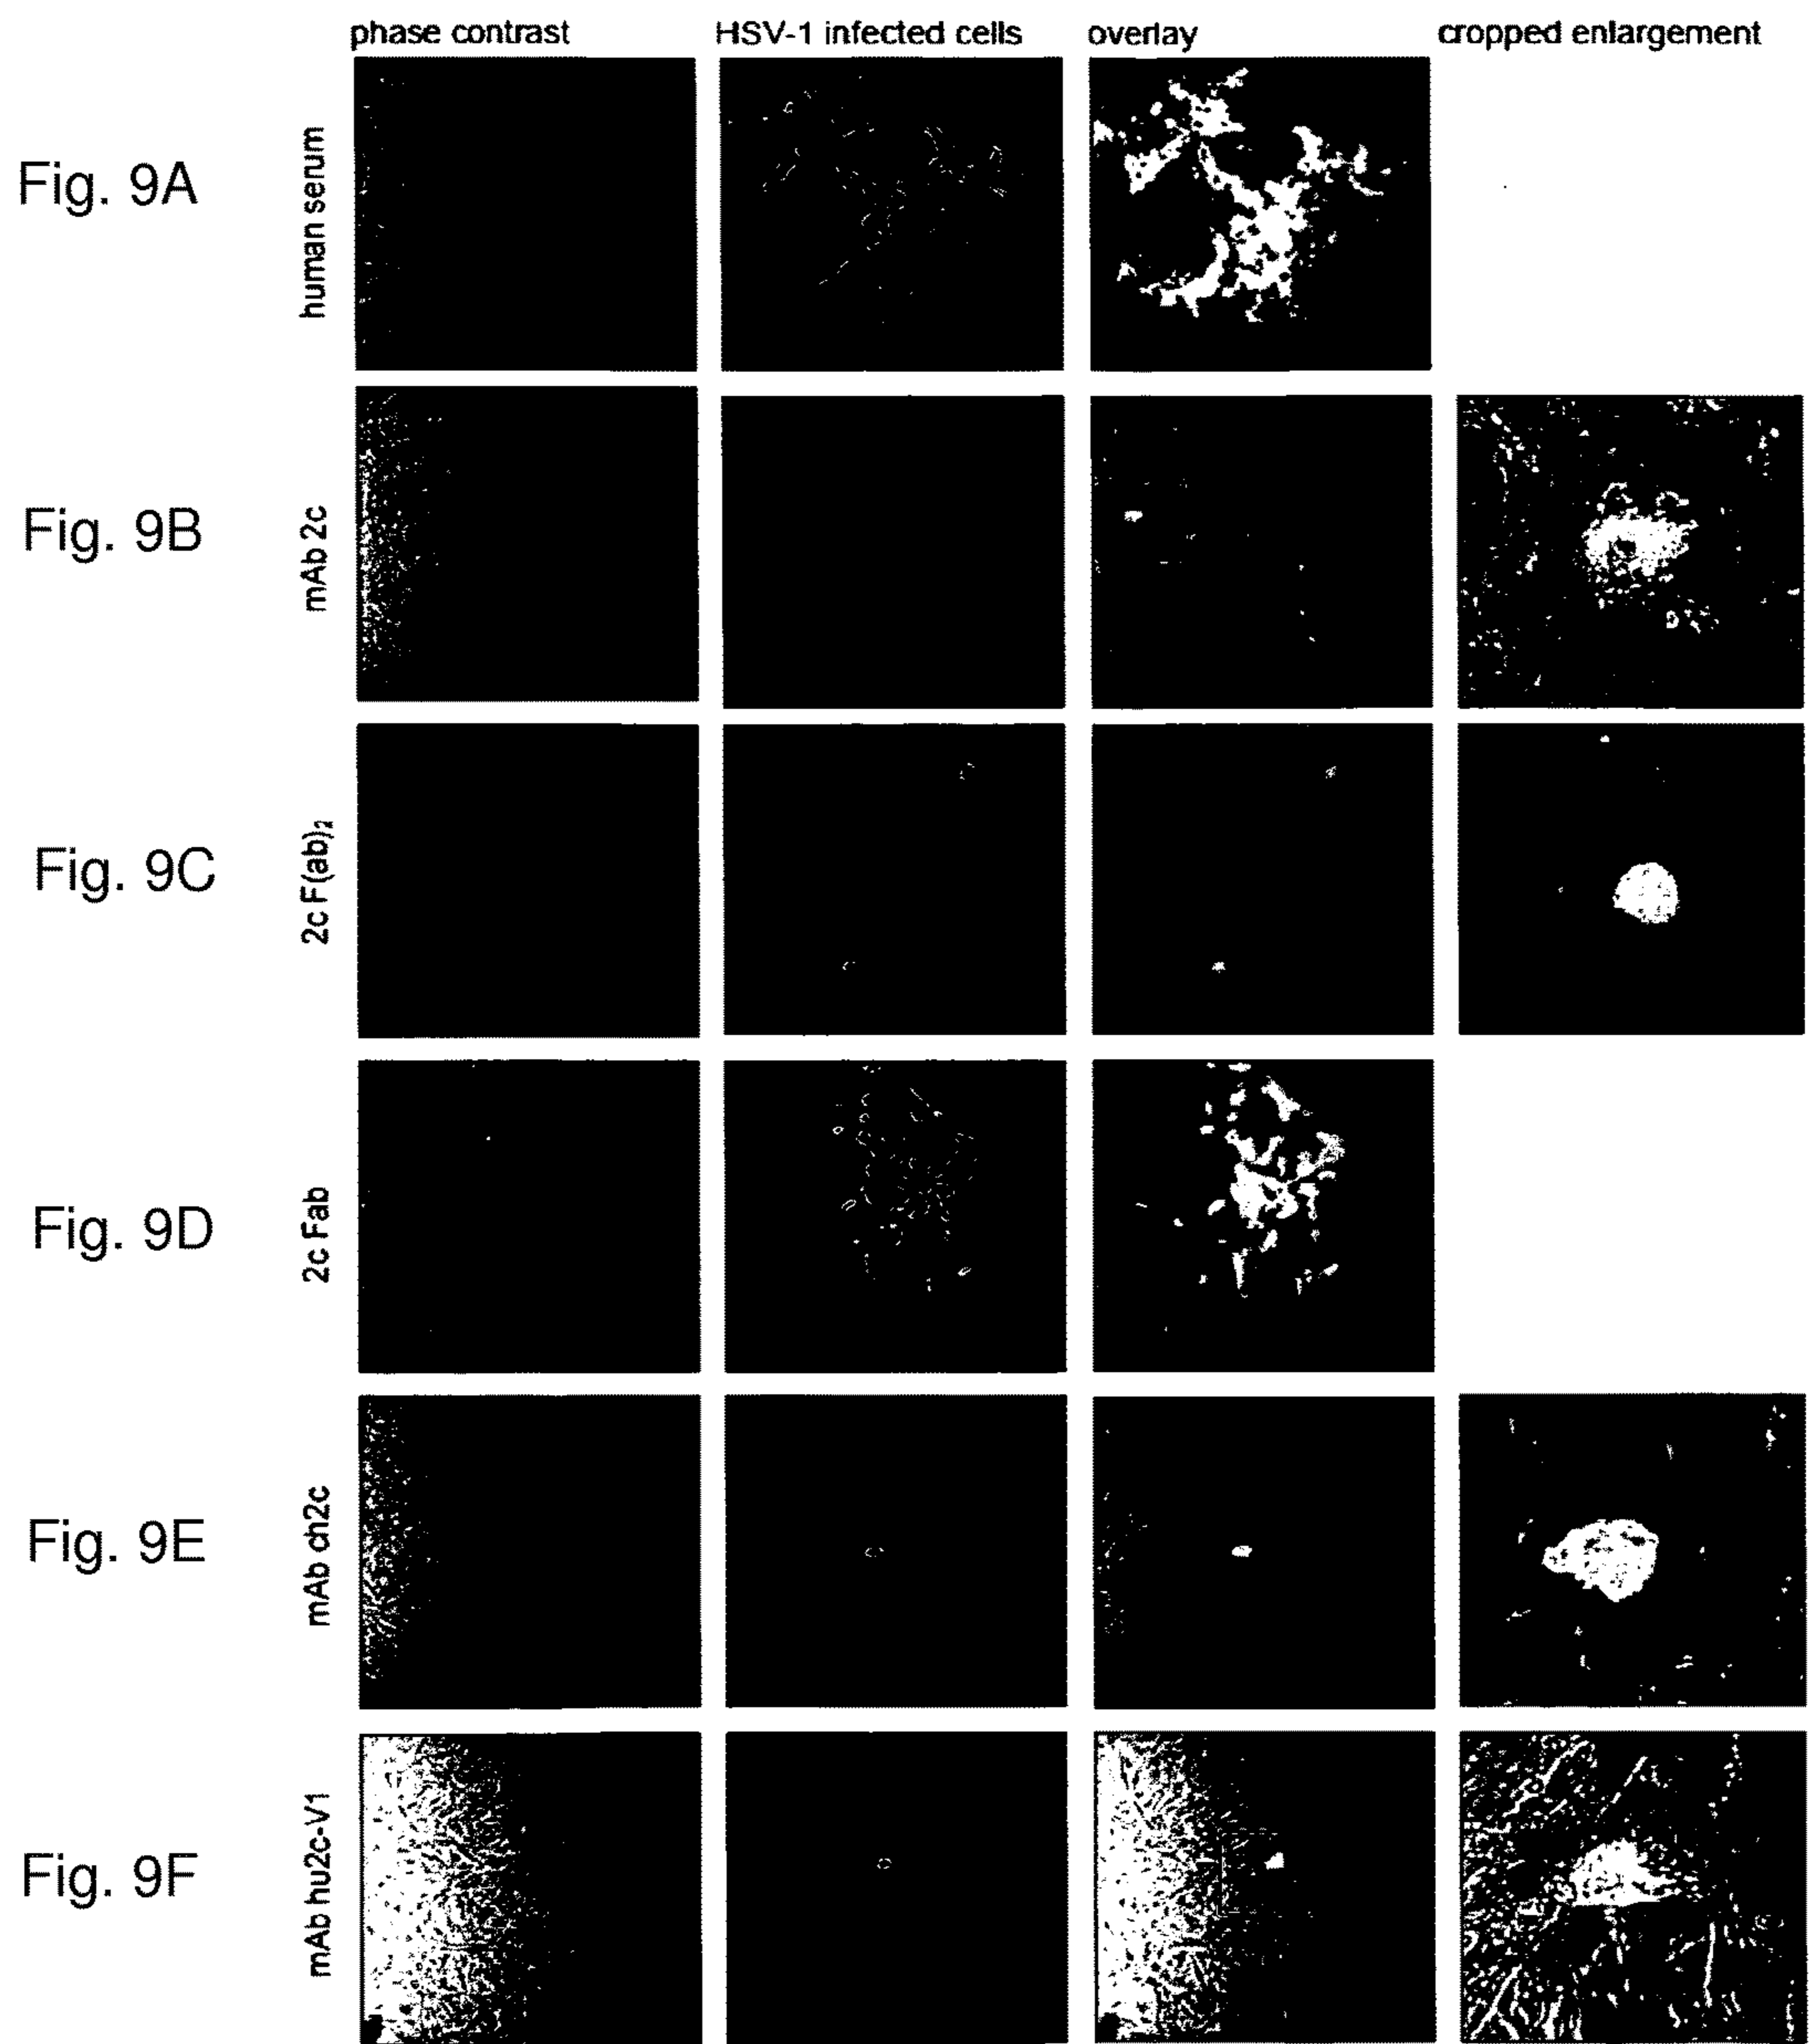 phase contrast HSV-1 infected cells overlay cropped enlargement
Fig. 9A human serum
Fig. 9B mAb 2c
Fig. 9C 2c F(ab)₂
Fig. 9D 2c Fab
Fig. 9E mAb ch2c
Fig. 9F mAb hu2c-V1